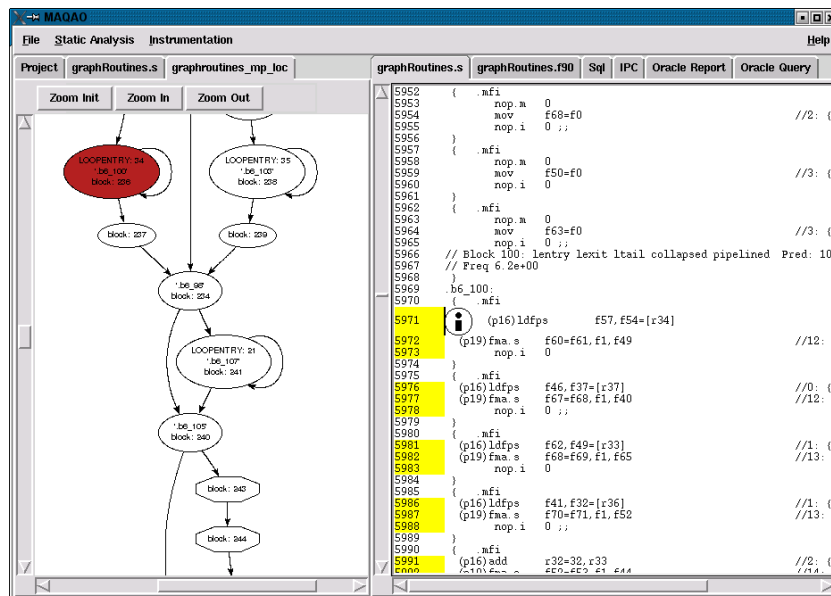 MAQAO
File Static Analysis Instrumentation Help
Project graphRoutines.s graphroutines_mp_loc
Zoom Init Zoom In Zoom Out
LOOPENTRY: 34
'.b6_100'
block: 236
LOOPENTRY: 35
'.b6_103'
block: 238
block: 237
block: 239
'.b6_98'
block: 234
LOOPENTRY: 21
'.b6_107'
block: 241
'.b6_105'
block: 240
block: 243
block: 244
graphRoutines.s graphRoutines.f90 Sql IPC Oracle Report Oracle Query
5952 { .mfi
5953 nop.m 0
5954 mov f68=f0 //2: {
5955 nop.i 0 ;;
5956 }
5957 { .mfi
5958 nop.m 0
5959 mov f50=f0 //3: {
5960 nop.i 0
5961 }
5962 { .mfi
5963 nop.m 0
5964 mov f63=f0 //3: {
5965 nop.i 0 ;;
5966 // Block 100: lentry lexit ltail collapsed pipelined Pred: 10
5967 // Freq 6.2e+00
5968 }
5969 .b6_100:
5970 { .mfi
5971 (p16)ldfps f57,f54=[r34]
5972 (p19)fma.s f60=f61,f1,f49 //12:
5973 nop.i 0
5974 }
5975 { .mfi
5976 (p16)ldfps f46,f37=[r37] //0: {
5977 (p19)fma.s f67=f68,f1,f40 //12:
5978 nop.i 0 ;;
5979 }
5980 { .mfi
5981 (p16)ldfps f62,f49=[r33] //1: {
5982 (p19)fma.s f68=f69,f1,f65 //13:
5983 nop.i 0
5984 }
5985 { .mfi
5986 (p16)ldfps f41,f32=[r36] //1: {
5987 (p19)fma.s f70=f71,f1,f52 //13:
5988 nop.i 0 ;;
5989 }
5990 { .mfi
5991 (p16)add r32=32,r33 //2: {